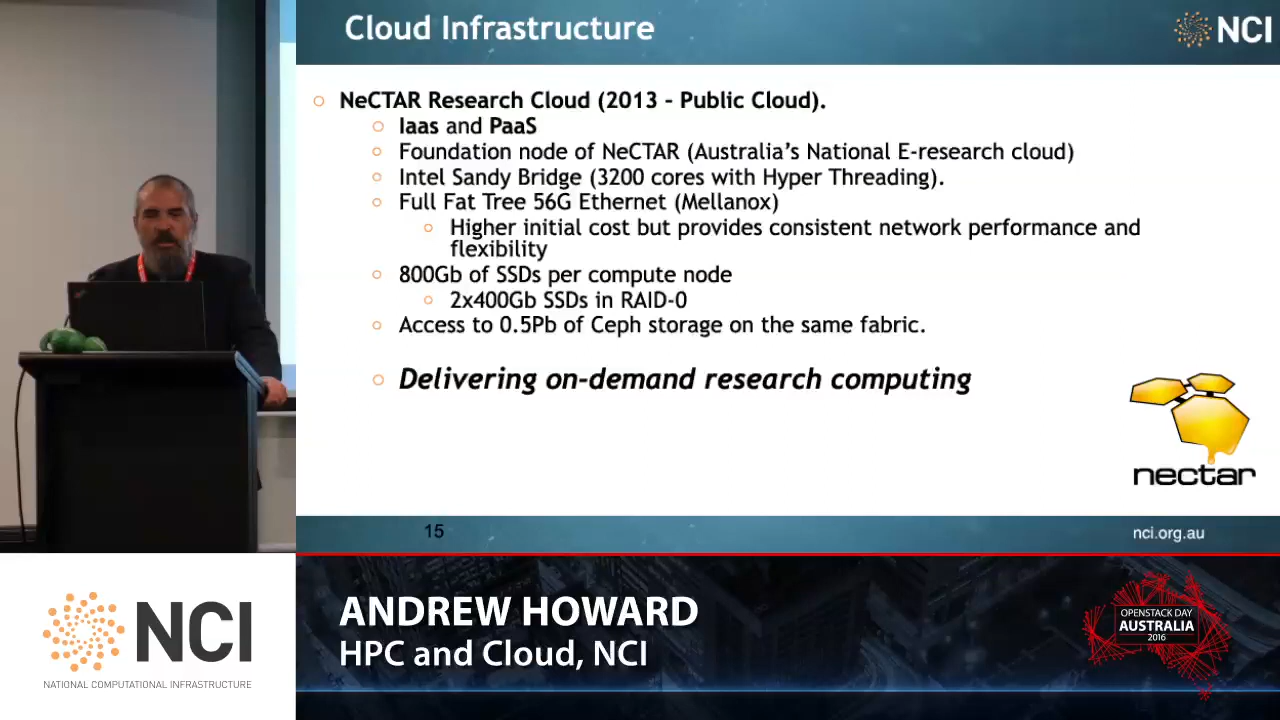 Cloud Infrastructure
NCI
NeCTAR Research Cloud (2013 – Public Cloud).
Iaas and PaaS
Foundation node of NeCTAR (Australia's National E-research cloud)
Intel Sandy Bridge (3200 cores with Hyper Threading).
Full Fat Tree 56G Ethernet (Mellanox)
Higher initial cost but provides consistent network performance and
flexibility
800Gb of SSDs per compute node
2x400Gb SSDs in RAID-0
Access to 0.5Pb of Ceph storage on the same fabric.
Delivering on-demand research computing
nectar
15
nci.org.au
NCI
NATIONAL COMPUTATIONAL INFRASTRUCTURE
ANDREW HOWARD
HPC and Cloud, NCI
OPENSTACK DAY
AUSTRALIA
2016